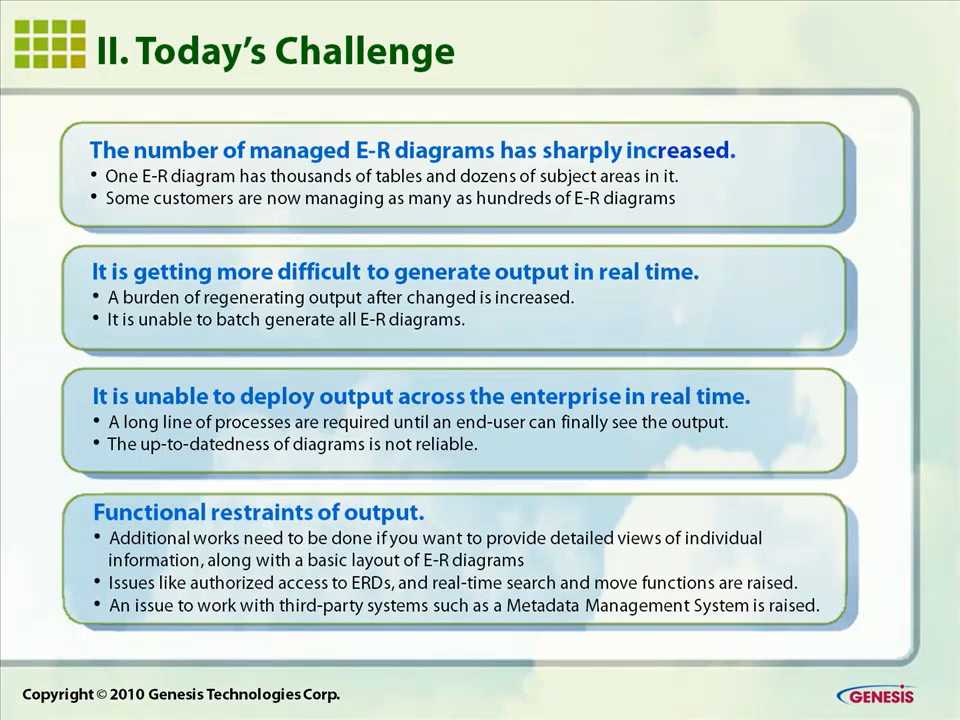 II. Today's Challenge
The number of managed E-R diagrams has sharply increased.
• One E-R diagram has thousands of tables and dozens of subject areas in it.
• Some customers are now managing as many as hundreds of E-R diagrams
It is getting more difficult to generate output in real time.
• A burden of regenerating output after changed is increased.
• It is unable to batch generate all E-R diagrams.
It is unable to deploy output across the enterprise in real time.
• A long line of processes are required until an end-user can finally see the output.
• The up-to-datedness of diagrams is not reliable.
Functional restraints of output.
• Additional works need to be done if you want to provide detailed views of individual
information, along with a basic layout of E-R diagrams
• Issues like authorized access to ERDs, and real-time search and move functions are raised.
• An issue to work with third-party systems such as a Metadata Management System is raised.
Copyright © 2010 Genesis Technologies Corp.
GENESIS